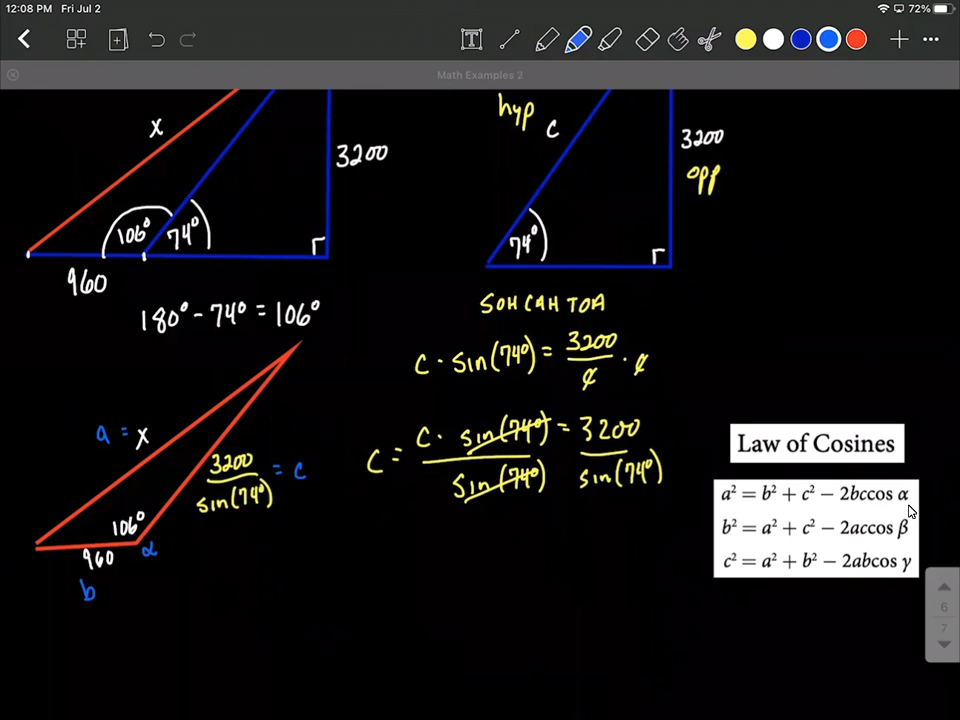 12:08 PM Fri Jul 2
72%
T
Math Examples 2
x
3200
106° 74°
960
180° - 74° = 106°
hyp
c
3200
opp
74°
SOH CAH TOA
c · sin(74°) = 3200/c · c
c = c · sin(74°)/sin(74°) = 3200/sin(74°)
a = x
3200/sin(74°) = c
106°
960
α
b
Law of Cosines
a² = b² + c² − 2bccos α
b² = a² + c² − 2accos β
c² = a² + b² − 2abcos γ
6
7